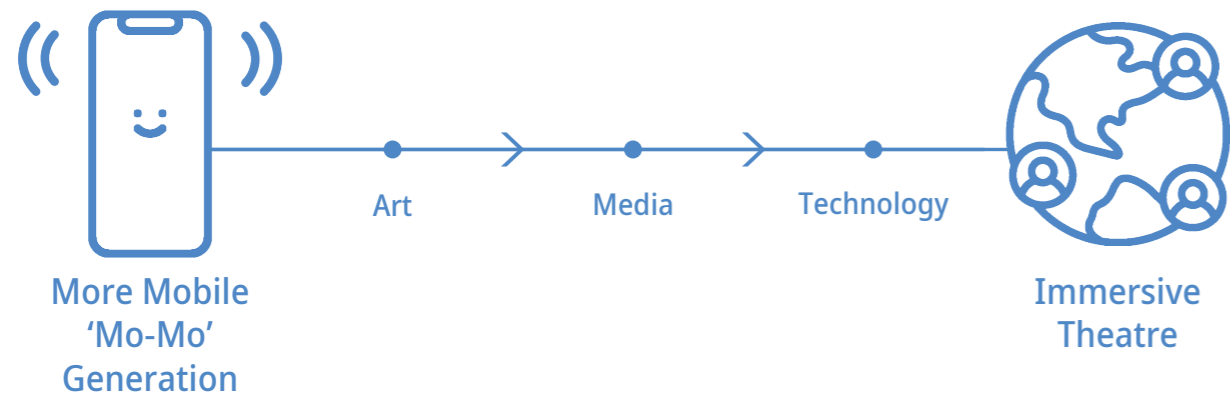 Art
Media
Technology
More Mobile
‘Mo-Mo’
Generation
Immersive
Theatre